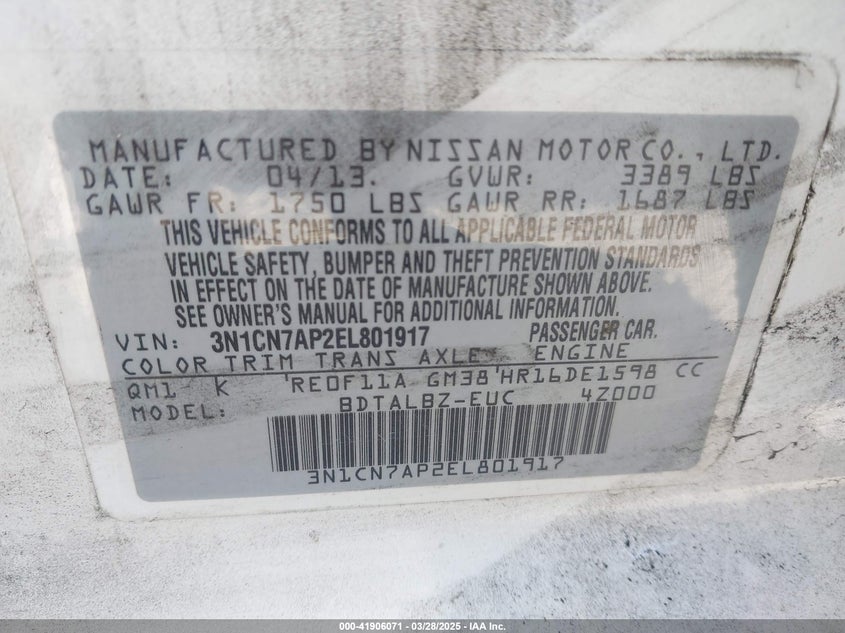 MANUFACTURED BY NISSAN MOTOR CO., LTD.
DATE: 04/13. GVWR: 3389 LBS
GAWR FR: 1750 LBS GAWR RR: 1687 LBS
THIS VEHICLE CONFORMS TO ALL APPLICABLE FEDERAL MOTOR
VEHICLE SAFETY, BUMPER AND THEFT PREVENTION STANDARDS
IN EFFECT ON THE DATE OF MANUFACTURE SHOWN ABOVE.
SEE OWNER'S MANUAL FOR ADDITIONAL INFORMATION.
VIN: 3N1CN7AP2EL801917 PASSENGER CAR.
COLOR TRIM TRANS AXLE ENGINE
QM1 K RE0F11A GM38 HR16DE1598 CC
MODEL: BDTALBZ-EUC 4Z000
3N1CN7AP2EL801917
000-41906071 — 03/28/2025 — IAA Inc.